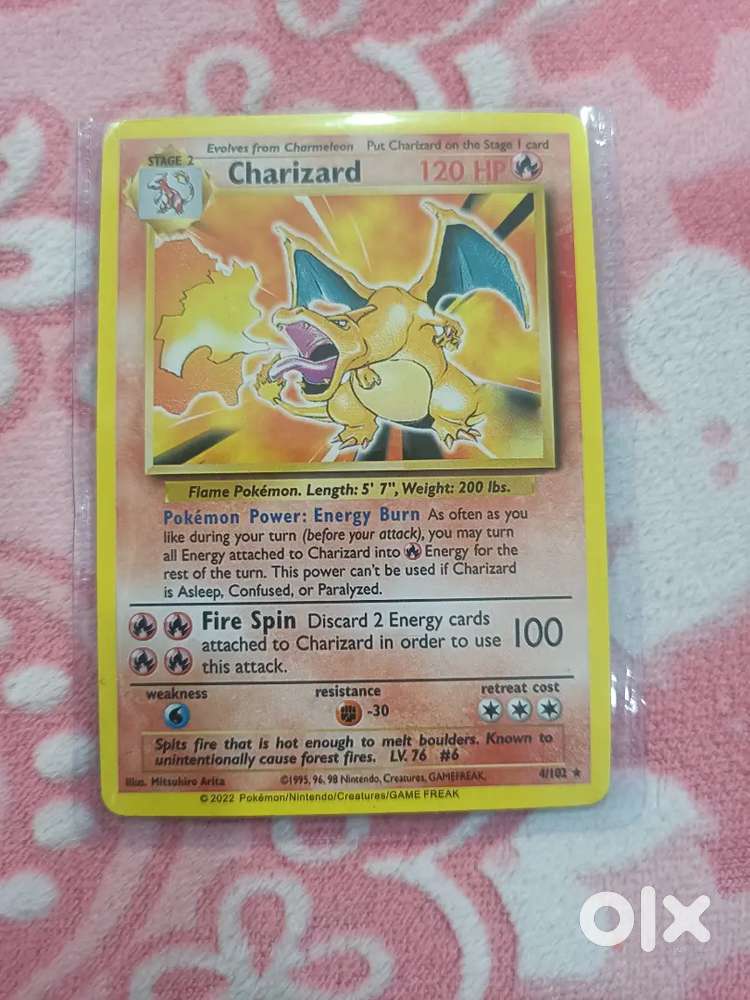 Evolves from Charmeleon Put Charizard on the Stage 1 card
STAGE 2
Charizard 120 HP
Flame Pokémon. Length: 5' 7", Weight: 200 lbs.
Pokémon Power: Energy Burn As often as you
like during your turn (before your attack), you may turn
all Energy attached to Charizard into Energy for the
rest of the turn. This power can't be used if Charizard
is Asleep, Confused, or Paralyzed.
Fire Spin Discard 2 Energy cards
attached to Charizard in order to use 100
this attack.
weakness resistance retreat cost
-30
Spits fire that is hot enough to melt boulders. Known to
unintentionally cause forest fires. LV. 76 #6
Illus. Mitsuhiro Arita ©1995, 96, 98 Nintendo, Creatures, GAMEFREAK. 4/102
© 2022 Pokémon/Nintendo/Creatures/GAME FREAK
olx